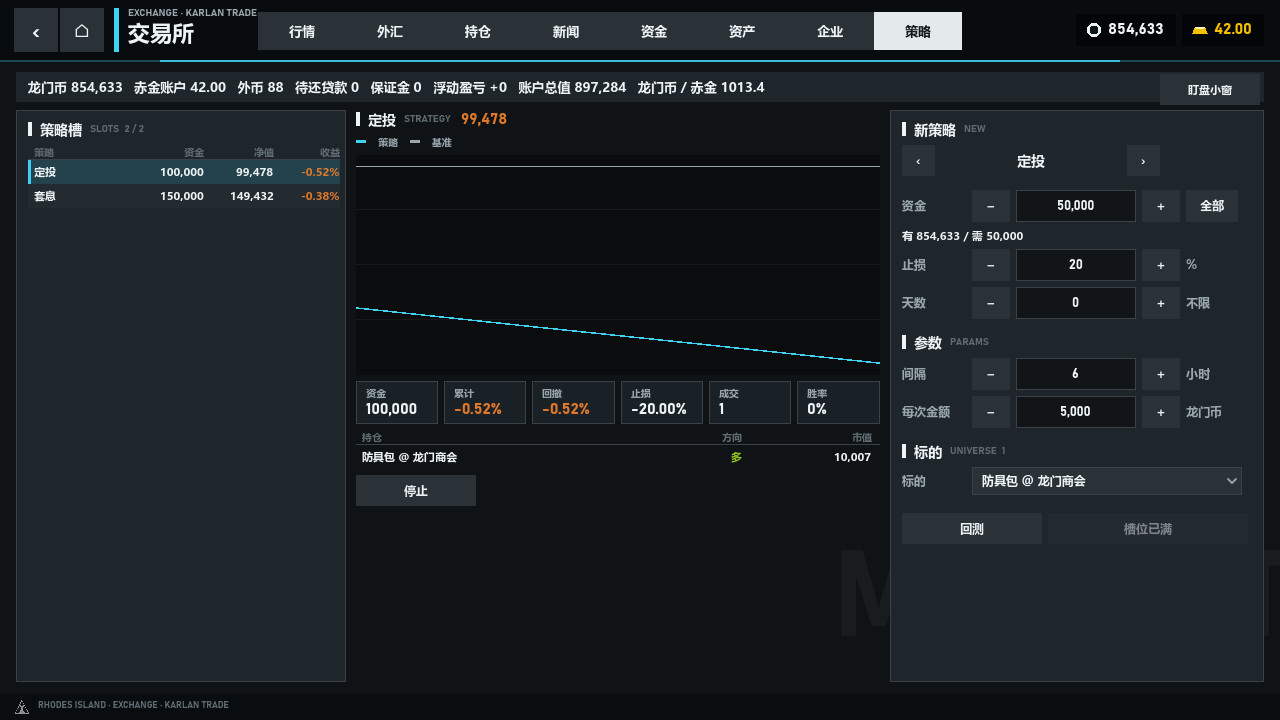 EXCHANGE · KARLAN TRADE
交易所
行情 外汇 持仓 新闻 资金 资产 企业 策略
854,633 42.00
龙门币 854,633 赤金账户 42.00 外币 88 待还贷款 0 保证金 0 浮动盈亏 +0 账户总值 897,284 龙门币 / 赤金 1013.4
盯盘小窗
策略槽 SLOTS 2 / 2
策略 资金 净值 收益
定投 100,000 99,478 -0.52%
套息 150,000 149,432 -0.38%
定投 STRATEGY 99,478
策略 基准
资金 累计 回撤 止损 成交 胜率
100,000 -0.52% -0.52% -20.00% 1 0%
持仓 方向 市值
防具包 @ 龙门商会 多 10,007
停止
新策略 NEW
‹ 定投 ›
资金 − 50,000 + 全部
有 854,633 / 需 50,000
止损 − 20 + %
天数 − 0 + 不限
参数 PARAMS
间隔 − 6 + 小时
每次金额 − 5,000 + 龙门币
标的 UNIVERSE 1
标的 防具包 @ 龙门商会
回测 槽位已满
RHODES ISLAND · EXCHANGE · KARLAN TRADE